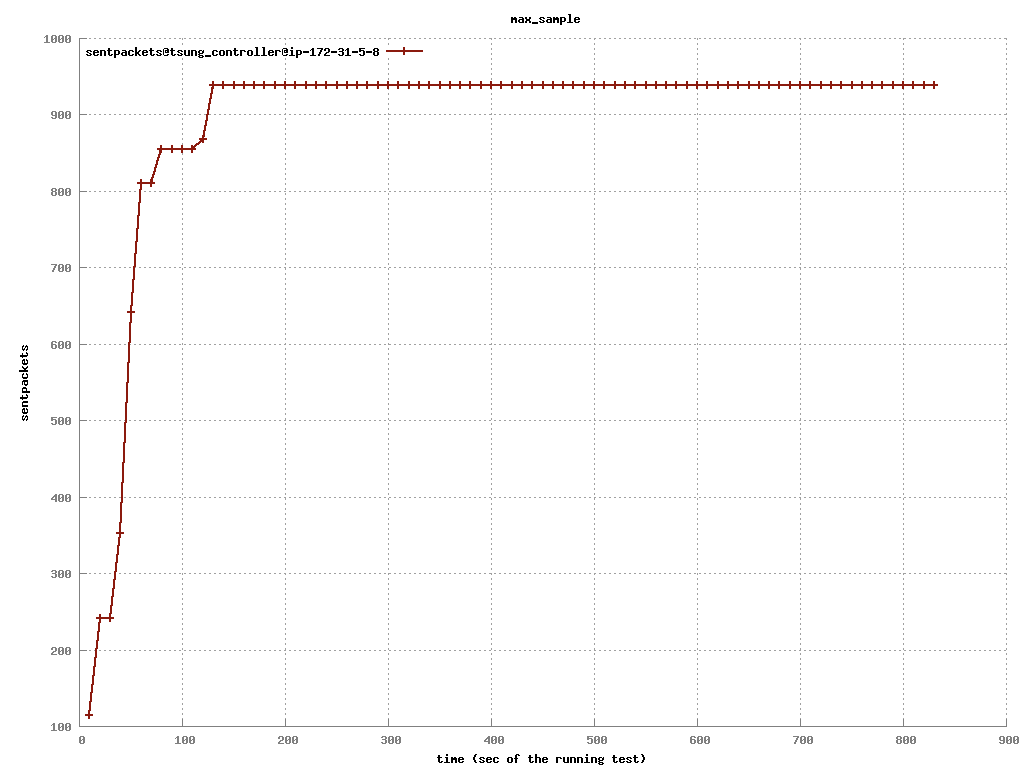 max_sample
sentpackets@tsung_controller@ip-172-31-5-8
1000
900
800
700
600
500
400
300
200
100
sentpackets
0 100 200 300 400 500 600 700 800 900
time (sec of the running test)